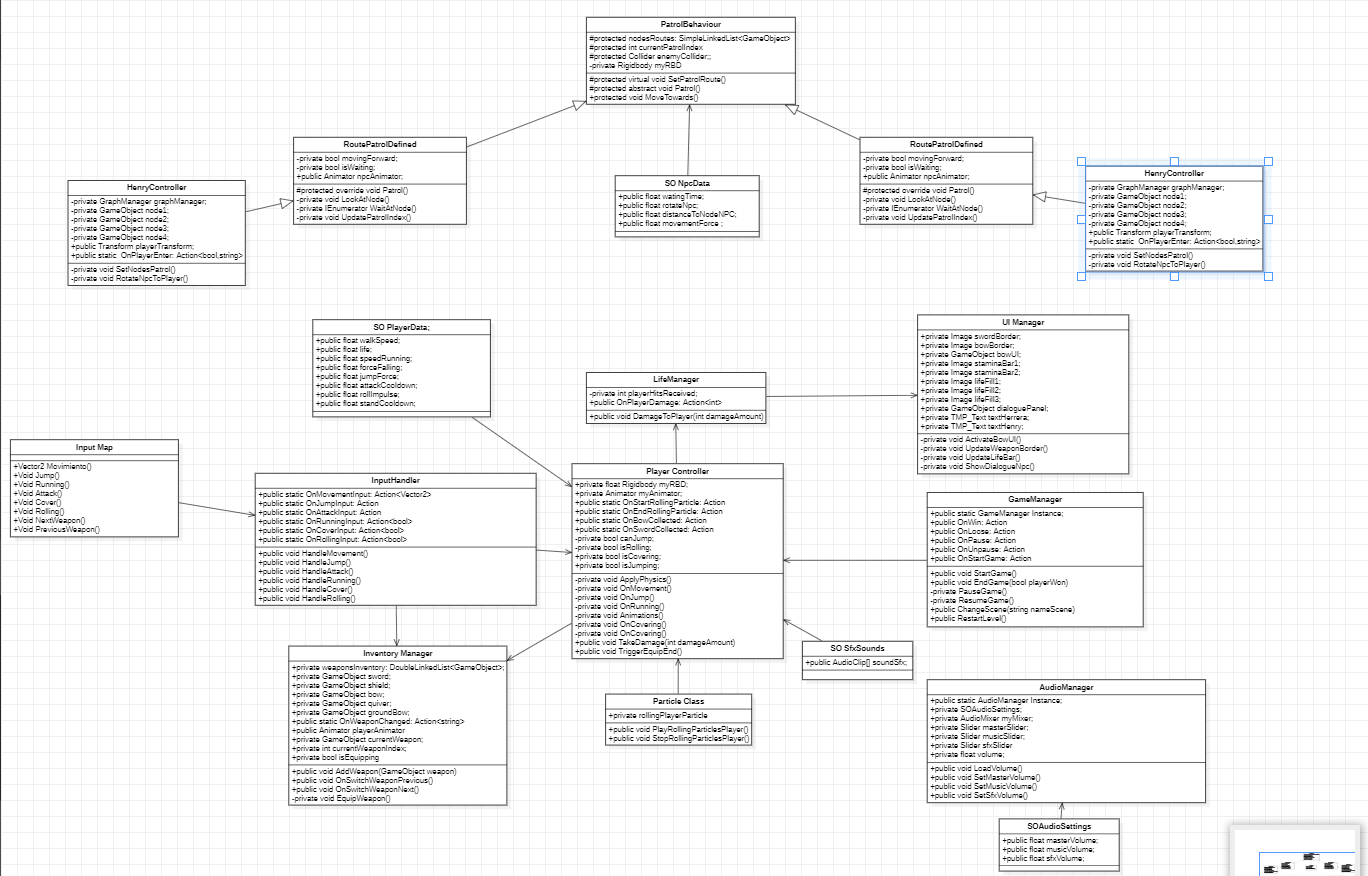 PatrolBehaviour
#protected nodesRoutes: SimpleLinkedList<GameObject>
#protected int currentPatrolIndex
#protected Collider enemyCollider:;
-private Rigidbody myRBD
#protected virtual void SetPatrolRoute()
#protected abstract void Patrol()
+protected void MoveTowards()
RoutePatrolDefined
-private bool movingForward;
-private bool isWaiting;
+public Animator npcAnimator;
#protected override void Patrol()
-private void LookAtNode()
-private IEnumerator WaitAtNode()
-private void UpdatePatrolIndex()
RoutePatrolDefined
-private bool movingForward;
-private bool isWaiting;
+public Animator npcAnimator;
#protected override void Patrol()
-private void LookAtNode()
-private IEnumerator WaitAtNode()
-private void UpdatePatrolIndex()
HenryController
-private GraphManager graphManager;
-private GameObject node1;
-private GameObject node2;
-private GameObject node3;
-private GameObject node4;
+public Transform playerTransform;
+public static OnPlayerEnter: Action<bool,string>
-private void SetNodesPatrol()
-private void RotateNpcToPlayer()
SO NpcData
+public float watingTime;
+public float rotateNpc;
+public float distanceToNodeNPC;
+public float movementForce ;
HenryController
-private GraphManager graphManager;
-private GameObject node1;
-private GameObject node2;
-private GameObject node3;
-private GameObject node4;
+public Transform playerTransform;
+public static OnPlayerEnter: Action<bool,string>
-private void SetNodesPatrol()
-private void RotateNpcToPlayer()
SO PlayerData;
+public float walkSpeed;
+public float life;
+public float speedRunning;
+public float forceFalling;
+public float jumpForce;
+public float attackCooldown;
+public float rollImpulse;
+public float standCooldown;
LifeManager
-private int playerHitsReceived;
+public OnPlayerDamage: Action<int>
+public void DamageToPlayer(int damageAmount)
UI Manager
+private Image swordBorder;
+private Image bowBorder;
+private GameObject bowUI;
+private Image staminaBar1;
+private Image staminaBar2;
+private Image lifeFill1;
+private Image lifeFill2;
+private Image lifeFill3;
+private GameObject dialoguePanel;
+private TMP_Text textHerrera;
+private TMP_Text textHenry;
-private void ActivateBowUI()
-private void UpdateWeaponBorder()
-private void UpdateLifeBar()
-private void ShowDialogueNpc()
Input Map
+Vector2 Movimiento()
+Void Jump()
+Void Running()
+Void Attack()
+Void Cover()
+Void Rolling()
+Void NextWeapon()
+Void PreviousWeapon()
InputHandler
+public static OnMovementInput: Action<Vector2>
+public static OnJumpInput: Action
+public static OnAttackInput: Action
+public static OnRunningInput: Action<bool>
+public static OnCoverInput: Action<bool>
+public static OnRollingInput: Action<bool>
+public void HandleMovement()
+public void HandleJump()
+public void HandleAttack()
+public void HandleRunning()
+public void HandleCover()
+public void HandleRolling()
Player Controller
+private float Rigidbody myRBD;
+private Animator myAnimator;
+public static OnStartRollingParticle: Action
+public static OnEndRollingParticle: Action
+public static OnBowCollected: Action
+public static OnSwordCollected: Action
-private bool canJump;
-private bool isRolling;
+private bool isCovering;
+private bool isJumping;
-private void ApplyPhysics()
-private void OnMovement()
-private void OnJump()
-private void OnRunning()
-private void Animations()
-private void OnCovering()
-private void OnCovering()
+public void TakeDamage(int damageAmount)
+public void TriggerEquipEnd()
GameManager
+public static GameManager Instance;
+public OnWin: Action
+public OnLoose: Action
+public OnPause: Action
+public OnUnpause: Action
+public OnStartGame: Action
+public void StartGame()
+public void EndGame(bool playerWon)
-private PauseGame()
-private ResumeGame()
+public ChangeScene(string nameScene)
+public RestartLevel()
Inventory Manager
+private weaponsInventory: DoubleLinkedList<GameObject>;
+private GameObject sword;
+private GameObject shield;
+private GameObject bow;
+private GameObject quiver;
+private GameObject groundBow;
+public static OnWeaponChanged: Action<string>
+public Animator playerAnimator
+private GameObject currentWeapon;
+private int currentWeaponIndex;
+private bool isEquipping
+public void AddWeapon(GameObject weapon)
+public void OnSwitchWeaponPrevious()
+public void OnSwitchWeaponNext()
-private void EquipWeapon()
SO SfxSounds
+public AudioClip[] soundSfx;
Particle Class
+private rollingPlayerParticle
+public void PlayRollingParticlesPlayer()
+public void StopRollingParticlesPlayer()
AudioManager
+public static AudioManager Instance;
+private SOAudioSettings;
+private AudioMixer myMixer;
+private Slider masterSlider;
+private Slider musicSlider;
+private Slider sfxSlider
+private float volume;
+public void LoadVolume()
+public void SetMasterVolume()
+public void SetMusicVolume()
+public void SetSfxVolume()
SOAudioSettings
+public float masterVolume;
+public float musicVolume;
+public float sfxVolume;